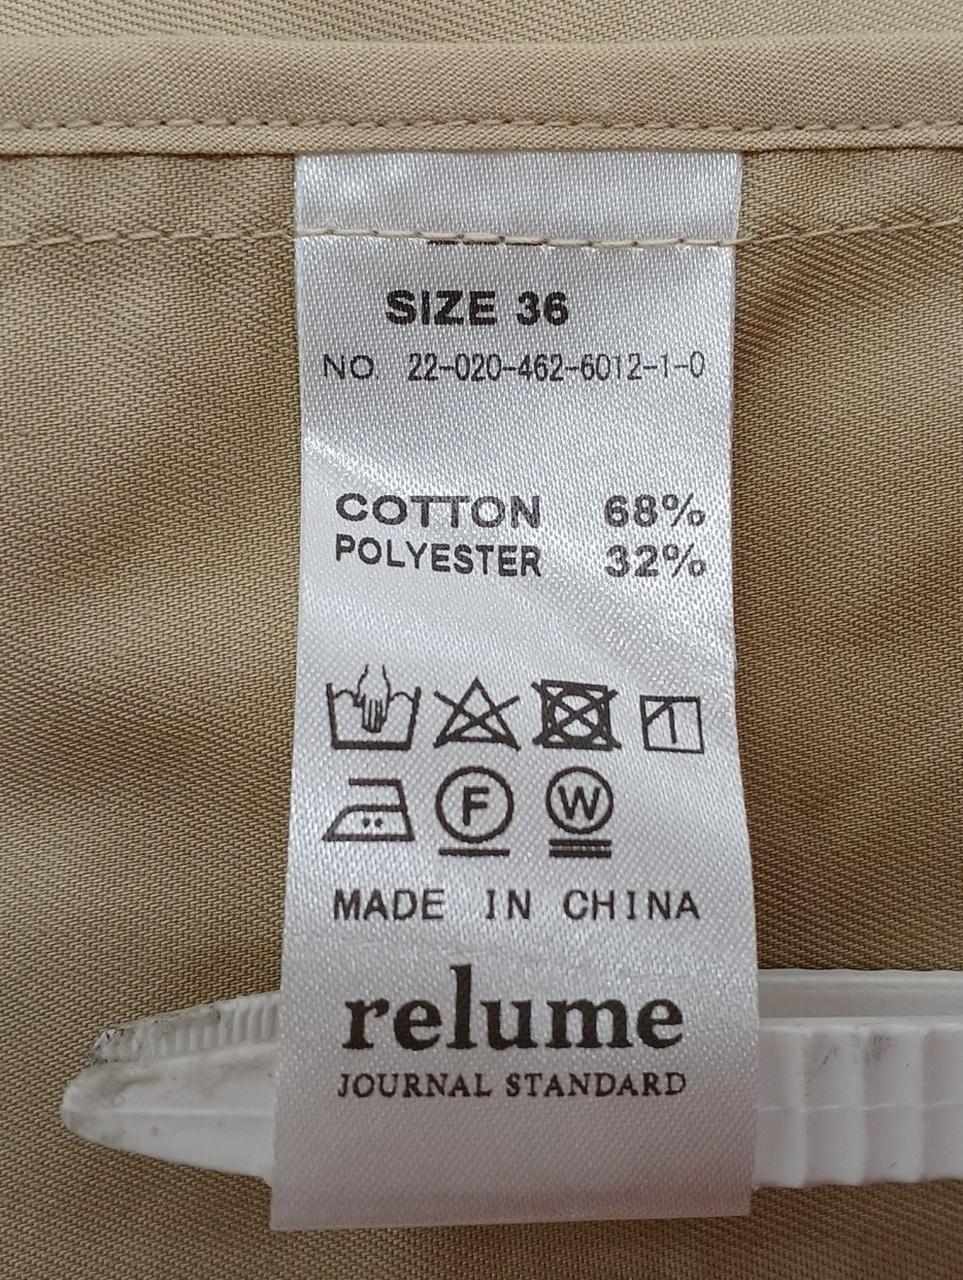 SIZE 36
NO 22-020-462-6012-1-0
COTTON 68%
POLYESTER 32%
F W
MADE IN CHINA
relume
JOURNAL STANDARD